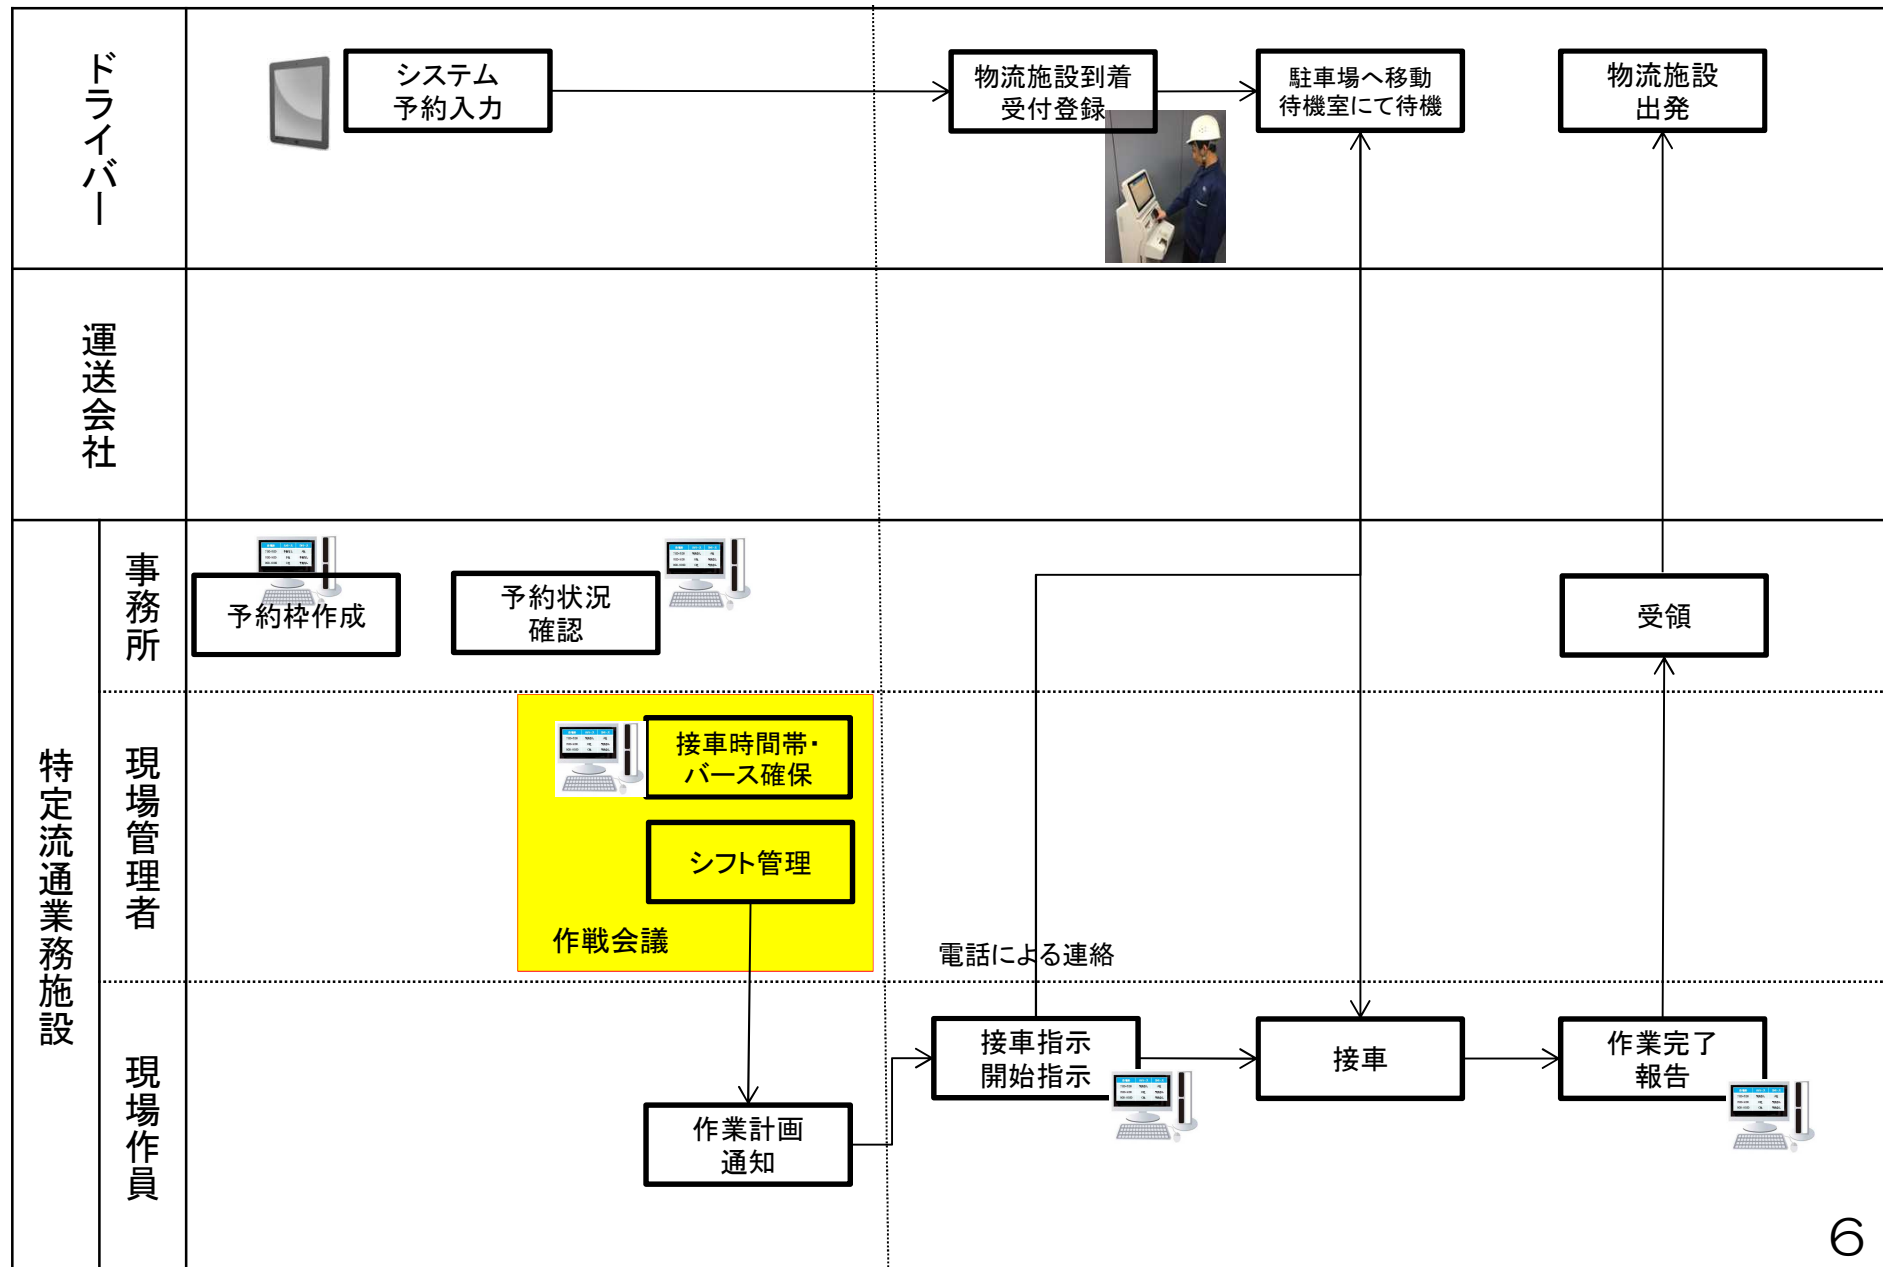 ドライバー
システム
予約入力
物流施設到着
受付登録
駐車場へ移動
待機室にて待機
物流施設
出発
運送会社
特定流通業務施設
事務所
予約枠作成
予約状況
確認
受領
現場管理者
接車時間帯・
バース確保
シフト管理
作戦会議
電話による連絡
現場作員
作業計画
通知
接車指示
開始指示
接車
作業完了
報告
6